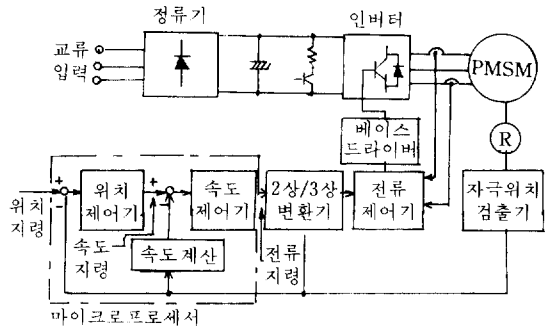 정류기
인버터
교류
입력
PMSM
베이스
드라이버
R
위치
제어기
속도
제어기
2상/3상
변환기
전류
제어기
자극위치
검출기
위치
지령
속도
지령
속도계산
전류
지령
마이크로프로세서